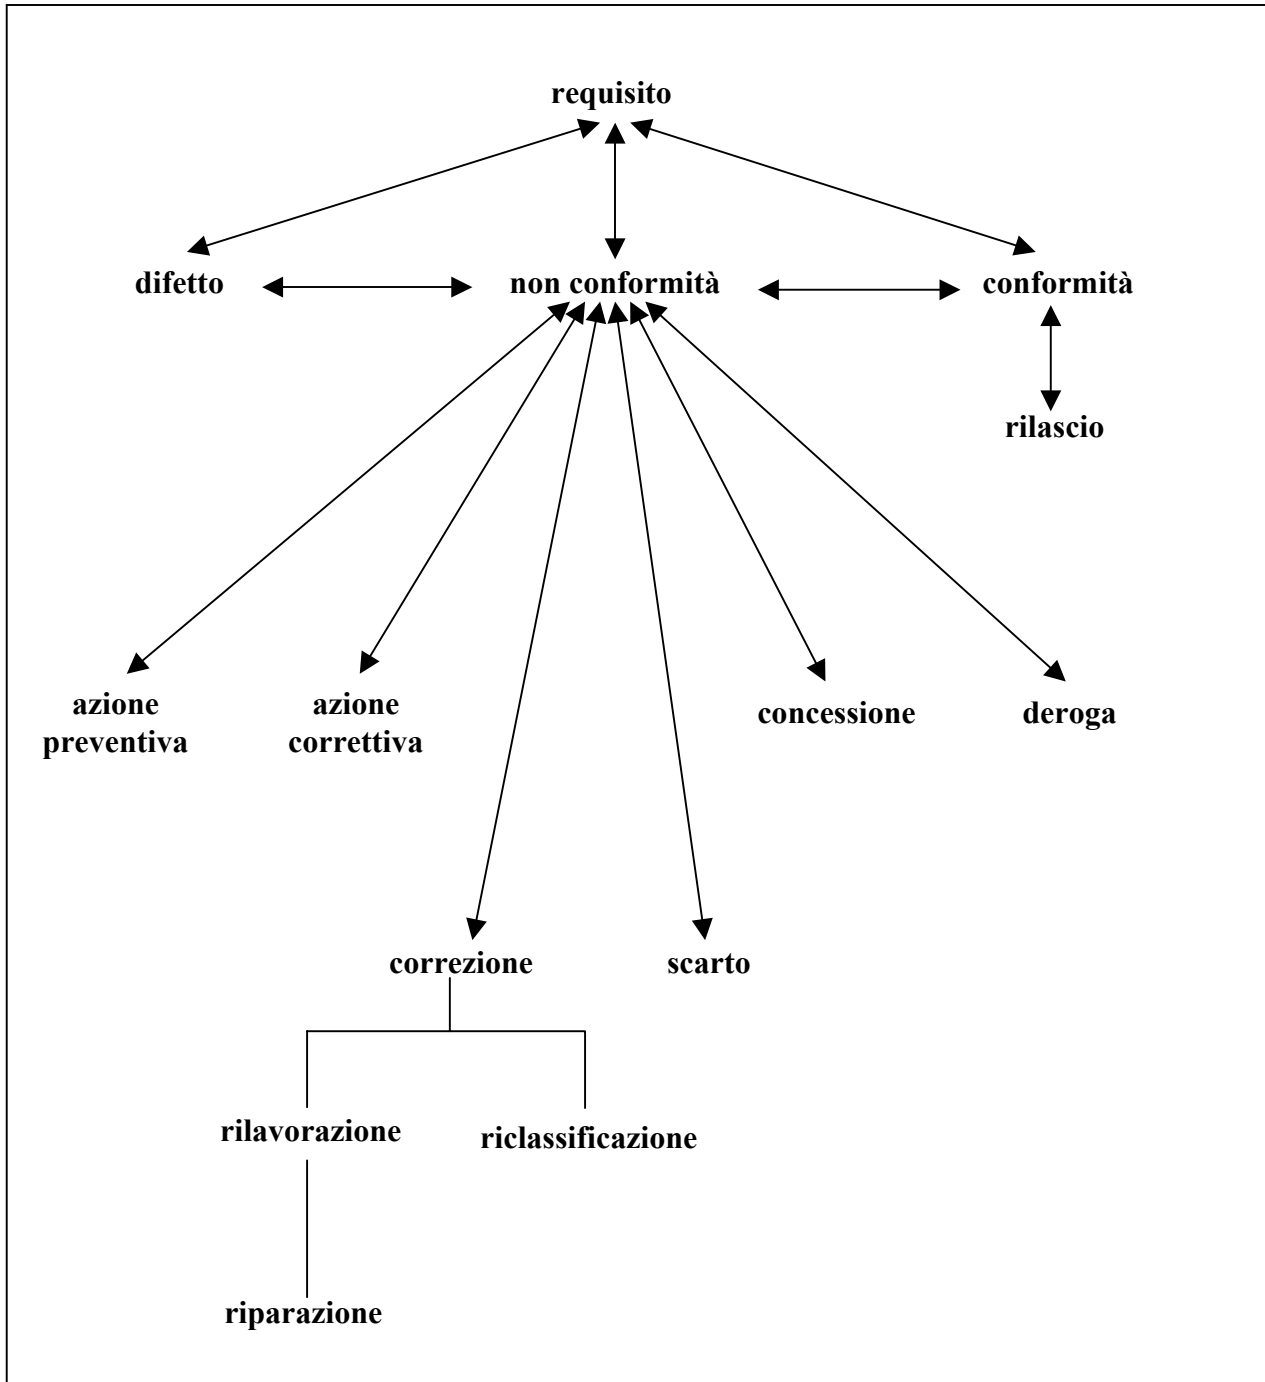 requisito
difetto
non conformità
conformità
rilascio
azione
preventiva
azione
correttiva
concessione
deroga
correzione
scarto
rilavorazione
riclassificazione
riparazione